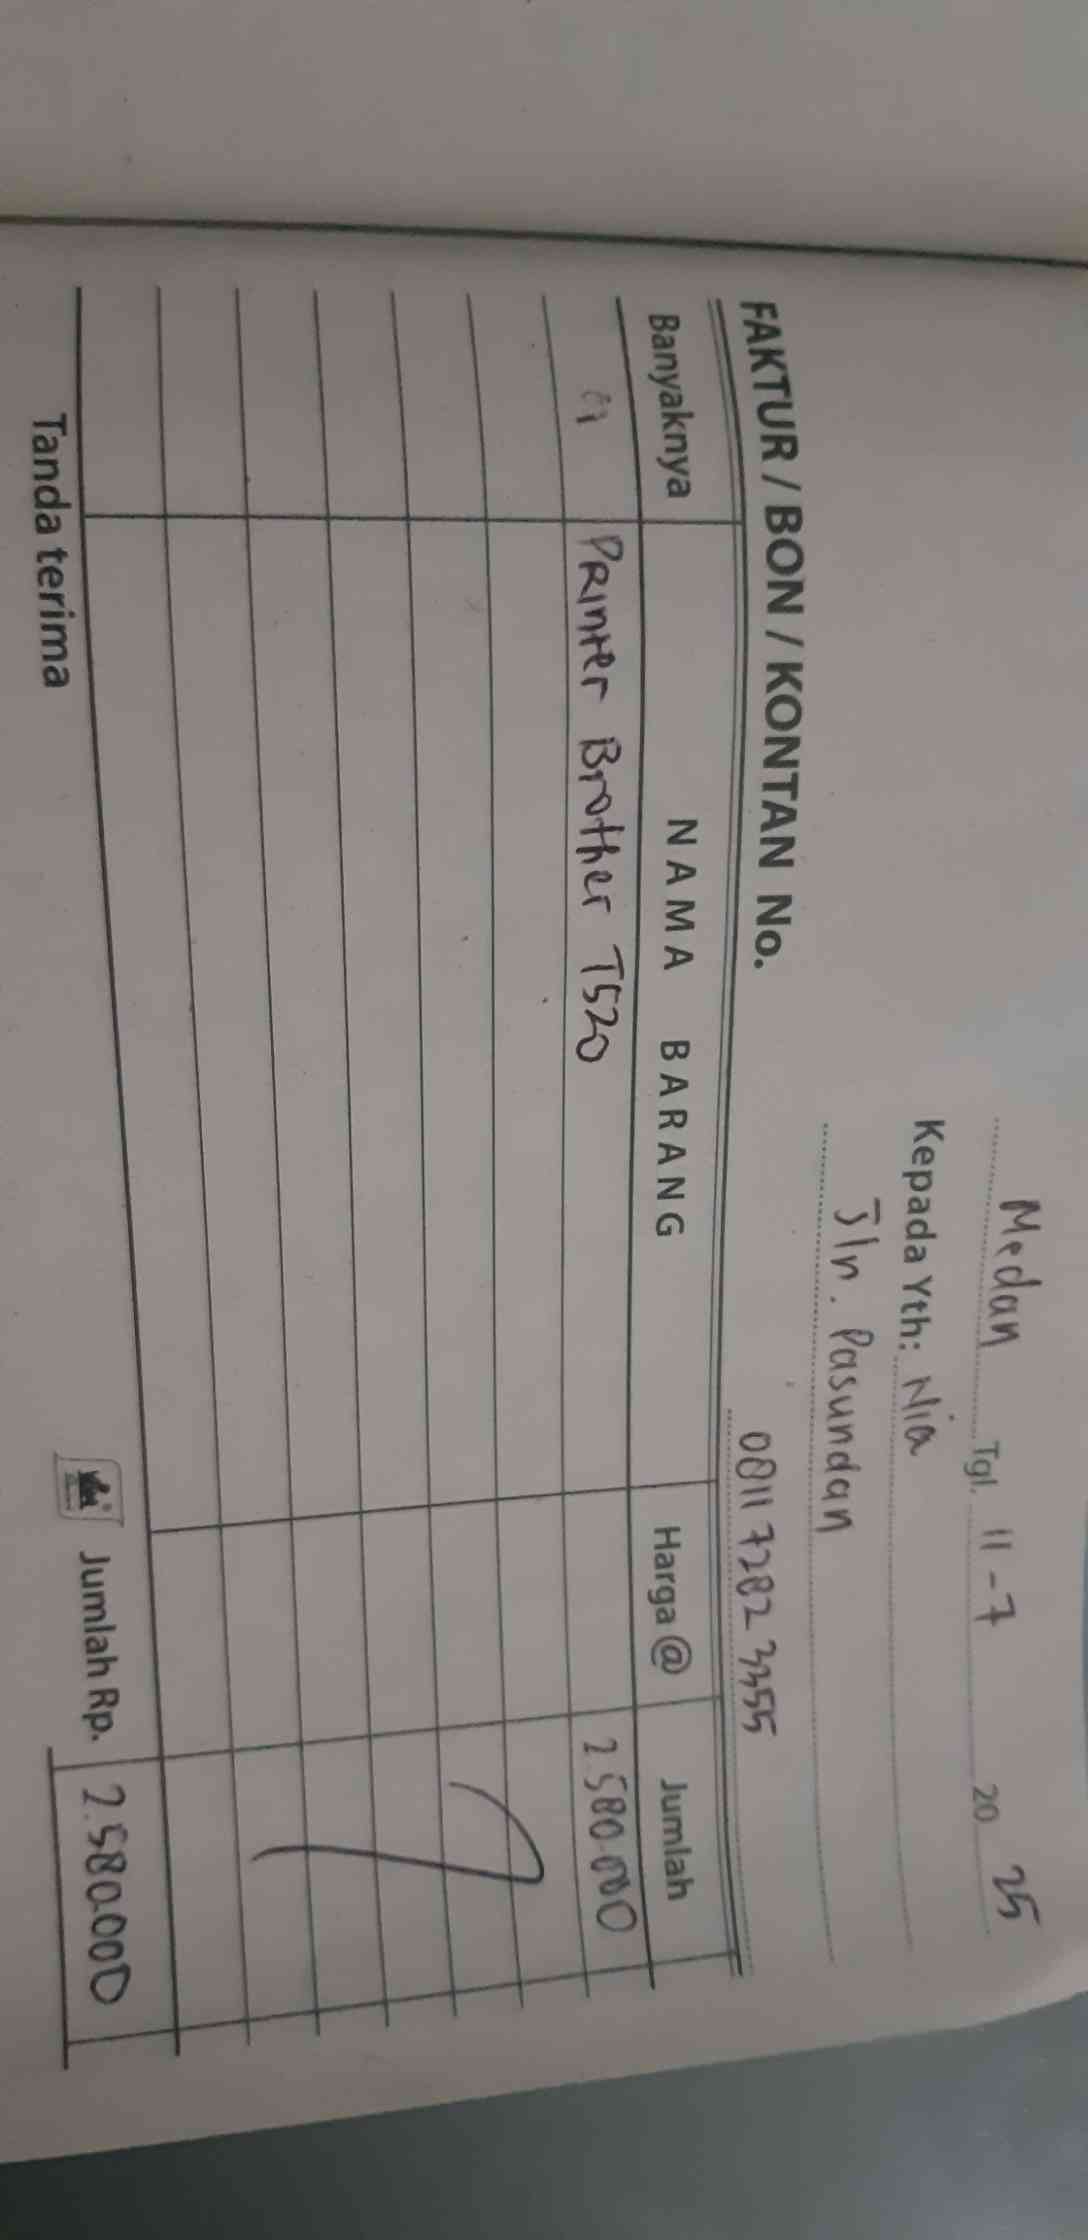 Medan Tgl. 11-7 20 25
Kepada Yth: Nia
Jln. Pasundan
0811 7282 3355
FAKTUR / BON / KONTAN No.
Banyaknya NAMA BARANG Harga @ Jumlah
Printer Brother T520 2.580.000
Tanda terima Jumlah Rp. 2.580.000